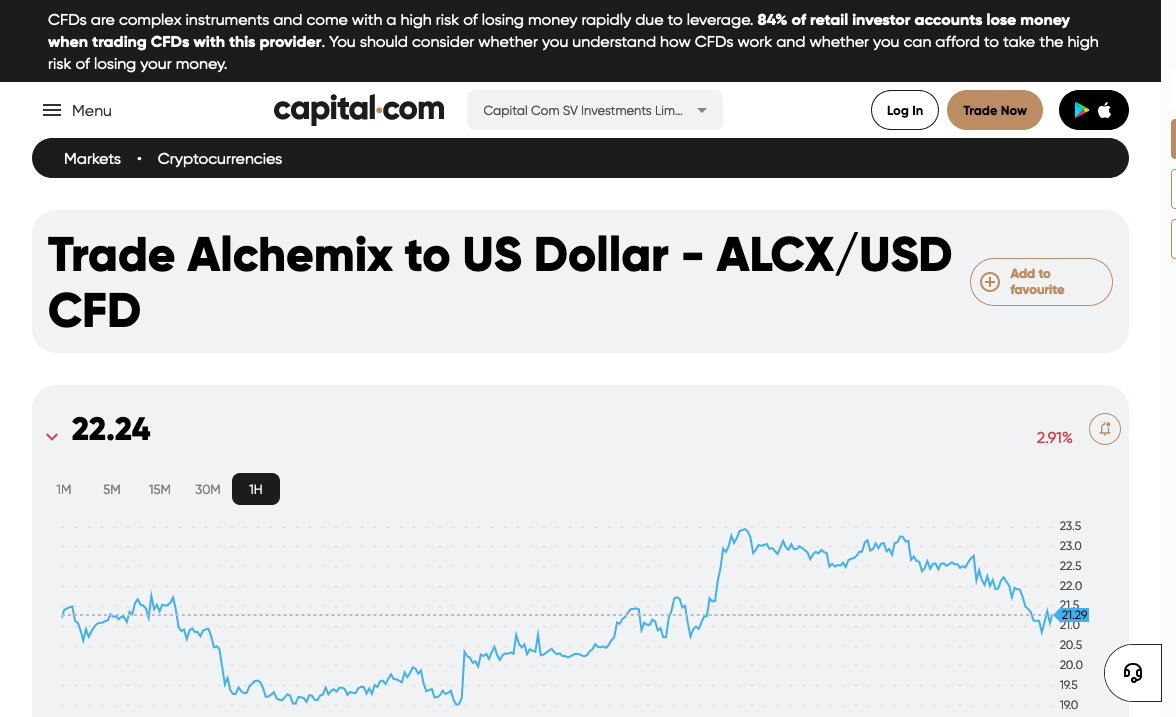 CFDs are complex instruments and come with a high risk of losing money rapidly due to leverage. 84% of retail investor accounts lose money
when trading CFDs with this provider. You should consider whether you understand how CFDs work and whether you can afford to take the high
risk of losing your money.
Menu
capital.com
Capital Com SV Investments Lim...
Log In
Trade Now
Markets • Cryptocurrencies
Trade Alchemix to US Dollar - ALCX/USD
CFD
Add to
favourite
22.24
2.91%
1M 5M 15M 30M 1H
23.5
23.0
22.5
22.0
21.5
21.29
21.0
20.5
20.0
19.5
19.0